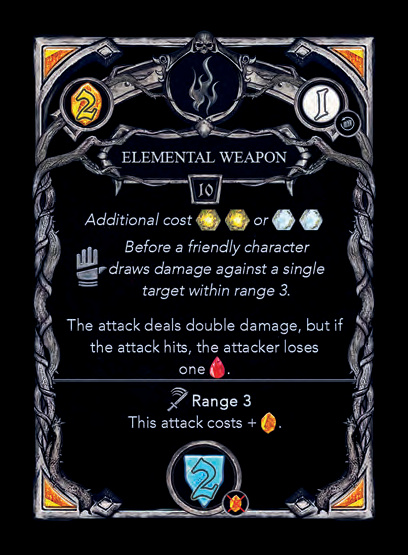 2
1
ELEMENTAL WEAPON
10
Additional cost or
Before a friendly character
draws damage against a single
target within range 3.
The attack deals double damage, but if
the attack hits, the attacker loses
one .
Range 3
This attack costs + .
2